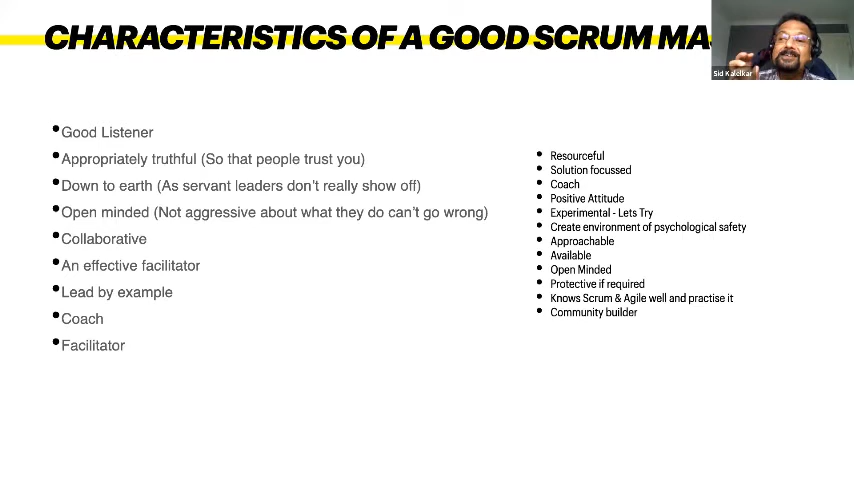 CHARACTERISTICS OF A GOOD SCRUM MAS
Sid Kalelkar
Good Listener
Appropriately truthful (So that people trust you)
Down to earth (As servant leaders don't really show off)
Open minded (Not aggressive about what they do can't go wrong)
Collaborative
An effective facilitator
Lead by example
Coach
Facilitator
Resourceful
Solution focussed
Coach
Positive Attitude
Experimental - Lets Try
Create environment of psychological safety
Approachable
Available
Open Minded
Protective if required
Knows Scrum & Agile well and practise it
Community builder